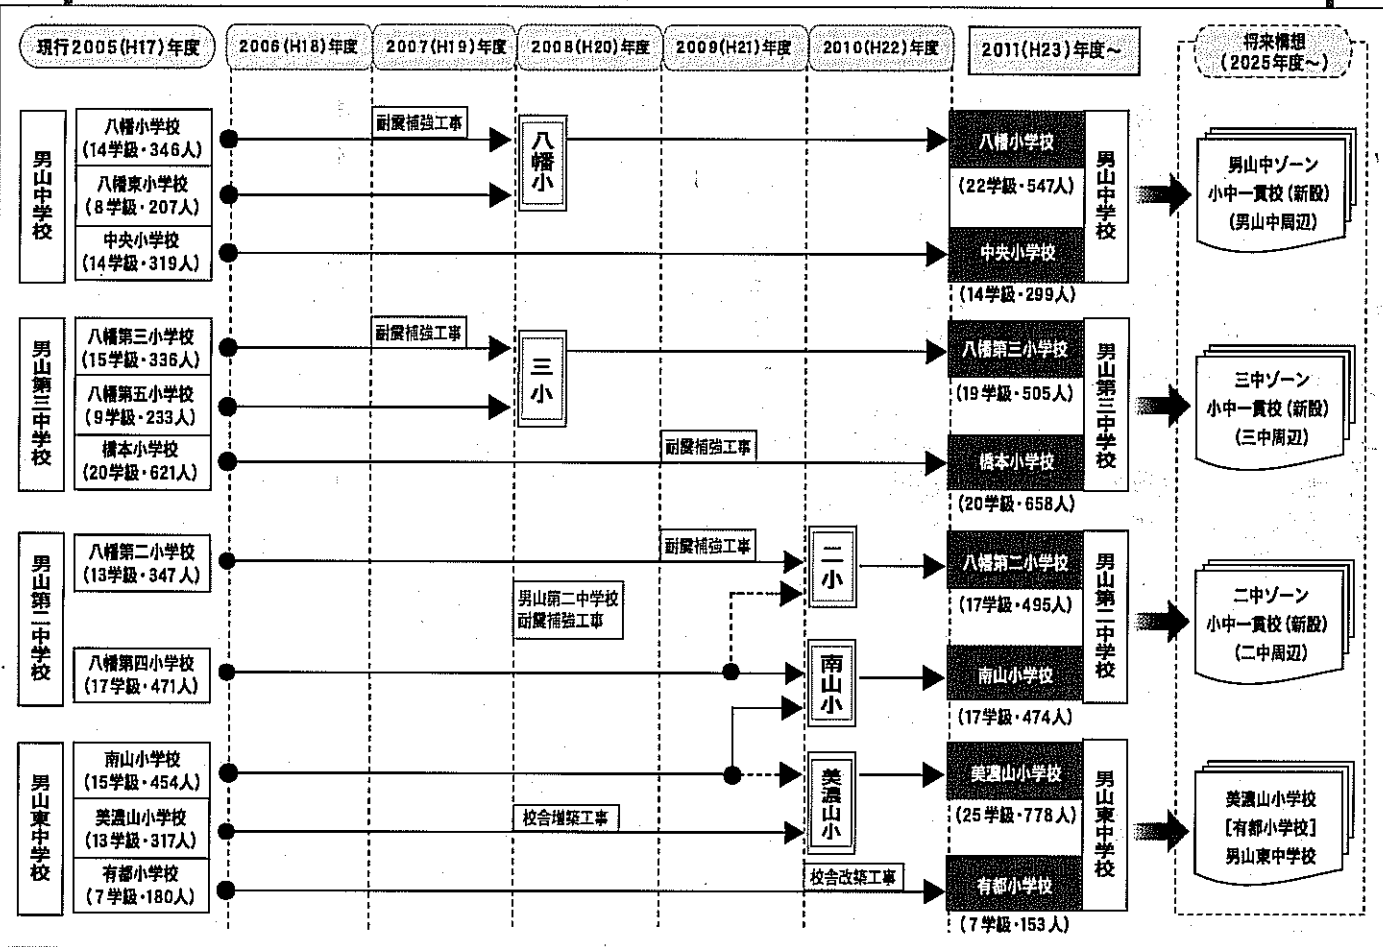 現行2005(H17)年度
2006(H18)年度
2007(H19)年度
2008(H20)年度
2009(H21)年度
2010(H22)年度
2011(H23)年度～
将来構想
(2025年度～)
男山中学校
八幡小学校
(14学級・346人)
八幡東小学校
(8学級・207人)
中央小学校
(14学級・319人)
耐震補強工事
八幡小
八幡小学校
(22学級・547人)
中央小学校
(14学級・299人)
男山中学校
男山中ゾーン
小中一貫校(新設)
(男山中周辺)
男山第三中学校
八幡第三小学校
(15学級・336人)
八幡第五小学校
(9学級・233人)
橋本小学校
(20学級・621人)
耐震補強工事
三小
耐震補強工事
八幡第三小学校
(19学級・505人)
橋本小学校
(20学級・658人)
男山第三中学校
三中ゾーン
小中一貫校(新設)
(三中周辺)
男山第二中学校
八幡第二小学校
(13学級・347人)
八幡第四小学校
(17学級・471人)
男山第二中学校
耐震補強工事
耐震補強工事
二小
南山小
八幡第二小学校
(17学級・495人)
南山小学校
(17学級・474人)
男山第二中学校
二中ゾーン
小中一貫校(新設)
(二中周辺)
男山東中学校
南山小学校
(15学級・454人)
美濃山小学校
(13学級・317人)
有都小学校
(7学級・180人)
校舎増築工事
美濃山小
校舎改築工事
美濃山小学校
(25学級・778人)
有都小学校
(7学級・153人)
男山東中学校
美濃山小学校
[有都小学校]
男山東中学校